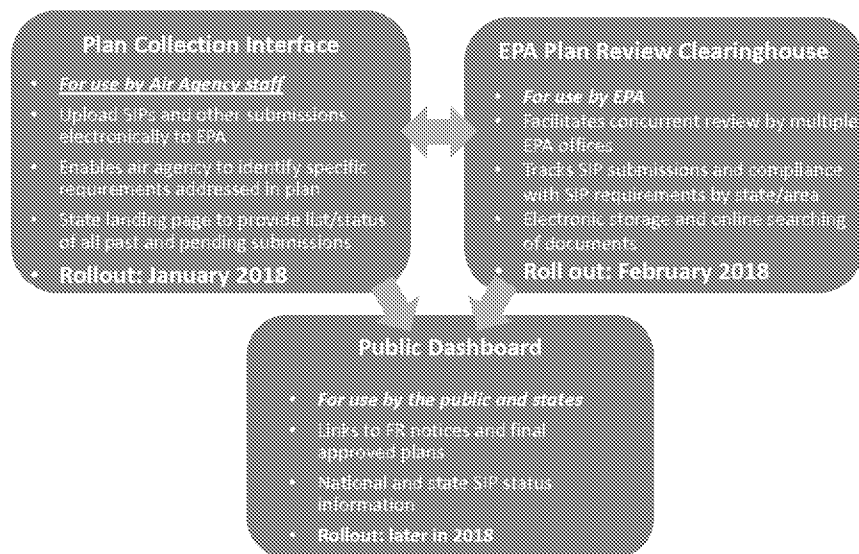 Plan Collection Interface
• For use by Air Agency staff
• Upload SIPs and other submissions
electronically to EPA
• Enables air agency to identify specific
requirements addressed in plan
• State landing page to provide list/status
of all past and pending submissions
• Rollout: January 2018
EPA Plan Review Clearinghouse
• For use by EPA
• Facilitates concurrent review by multiple
EPA offices
• Tracks SIP submissions and compliance
with SIP requirements by state/area
• Electronic storage and online searching
of documents
• Roll out: February 2018
Public Dashboard
• For use by the public and states
• Links to FR notices and final
approved plans
• National and state SIP status
information
• Rollout: later in 2018